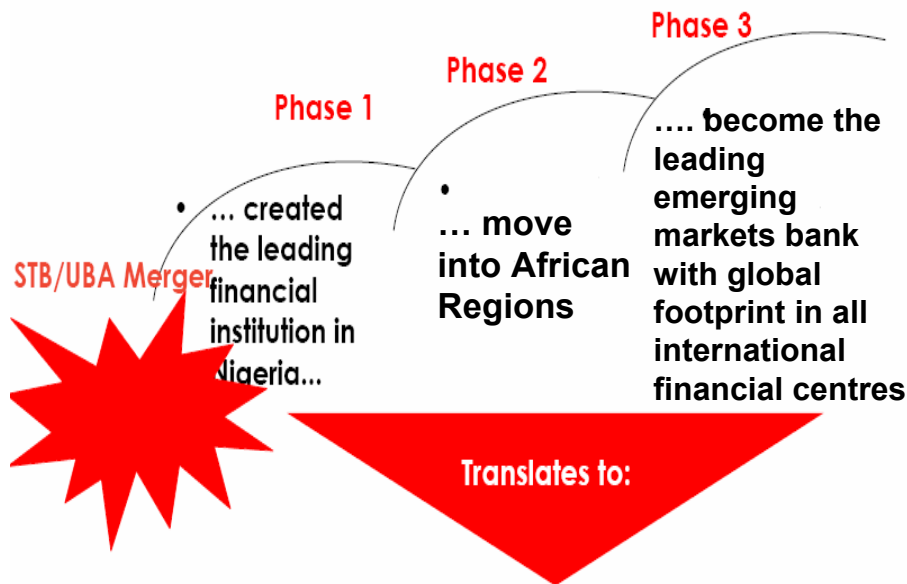 Phase 3
Phase 2
Phase 1
STB/UBA Merger
• ... created
the leading
financial
institution in
Nigeria...
•
... move
into African
Regions
•
.... become the
leading
emerging
markets bank
with global
footprint in all
international
financial centres
Translates to: